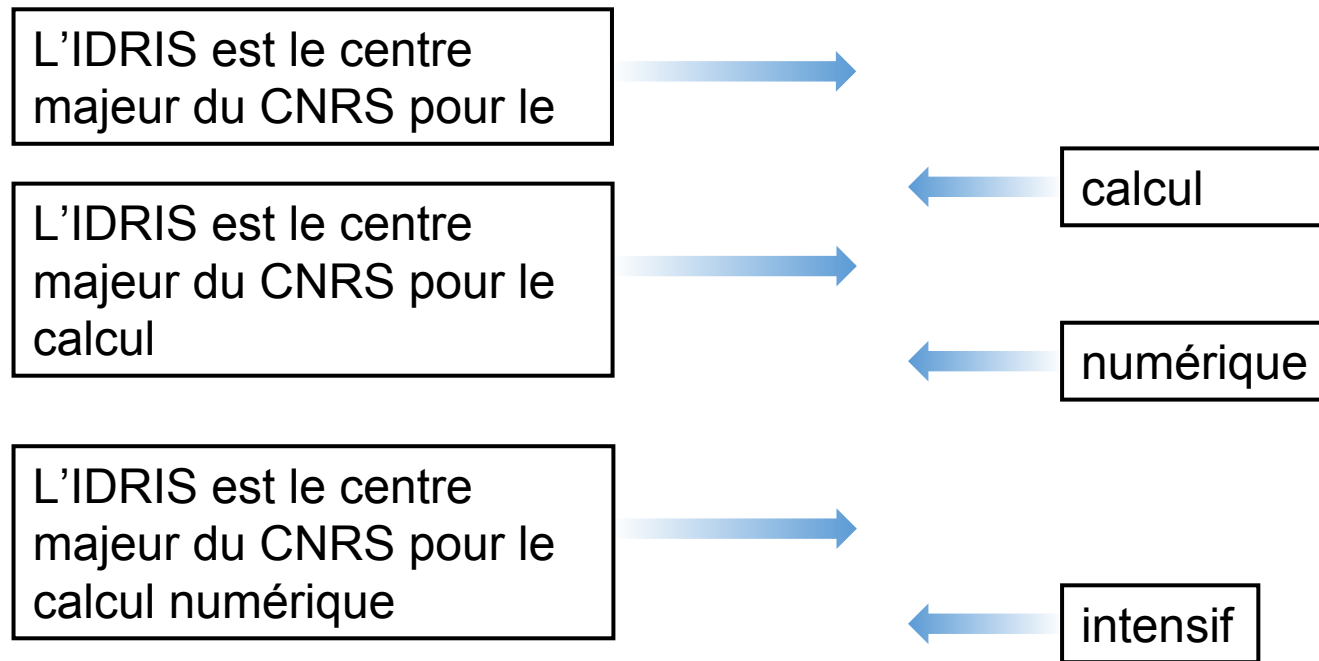 L’IDRIS est le centre
majeur du CNRS pour le
calcul
L’IDRIS est le centre
majeur du CNRS pour le
calcul
numérique
L’IDRIS est le centre
majeur du CNRS pour le
calcul numérique
intensif